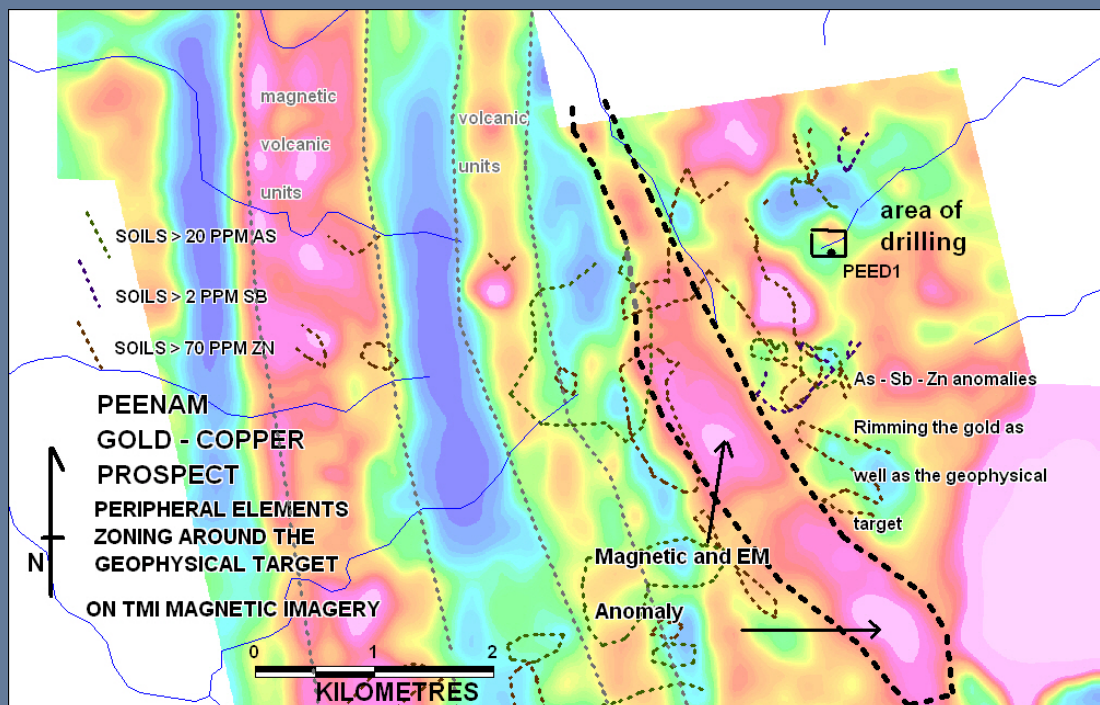 magnetic
volcanic
units
volcanic
units
area of
drilling
PEED1
SOILS > 20 PPM AS
SOILS > 2 PPM SB
SOILS > 70 PPM ZN
PEENAM
GOLD - COPPER
PROSPECT
PERIPHERAL ELEMENTS
ZONING AROUND THE
GEOPHYSICAL TARGET
ON TMI MAGNETIC IMAGERY
N
As - Sb - Zn anomalies
Rimming the gold as
well as the geophysical
target
Magnetic and EM
Anomaly
0 1 2
KILOMETRES